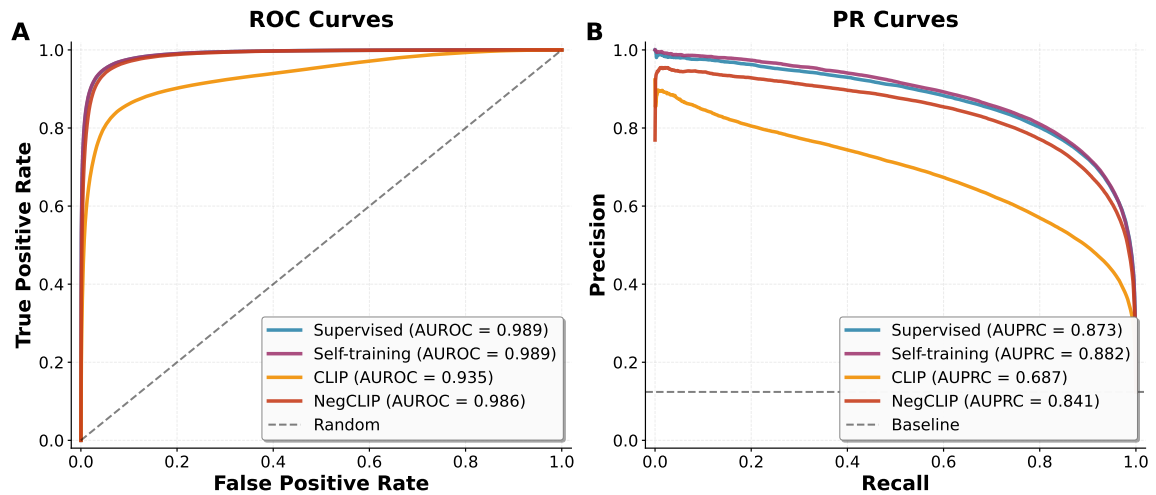 A
ROC Curves
True Positive Rate
1.0
0.8
0.6
0.4
0.2
0.0
0.0 0.2 0.4 0.6 0.8 1.0
False Positive Rate
Supervised (AUROC = 0.989)
Self-training (AUROC = 0.989)
CLIP (AUROC = 0.935)
NegCLIP (AUROC = 0.986)
Random
B
PR Curves
Precision
1.0
0.8
0.6
0.4
0.2
0.0
0.0 0.2 0.4 0.6 0.8 1.0
Recall
Supervised (AUPRC = 0.873)
Self-training (AUPRC = 0.882)
CLIP (AUPRC = 0.687)
NegCLIP (AUPRC = 0.841)
Baseline